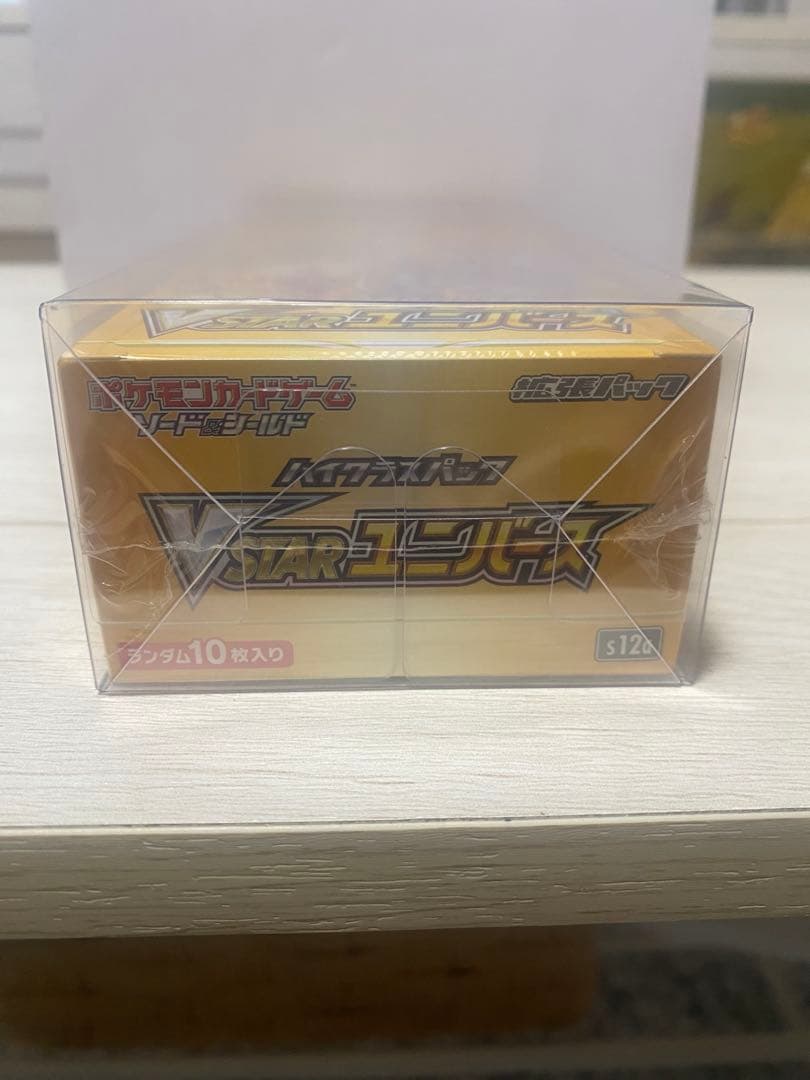 VSTARユニバース
ポケモンカードゲーム
ソード&シールド
拡張パック
ハイクラスパック
VSTARユニバース
ランダム10枚入り
s12a